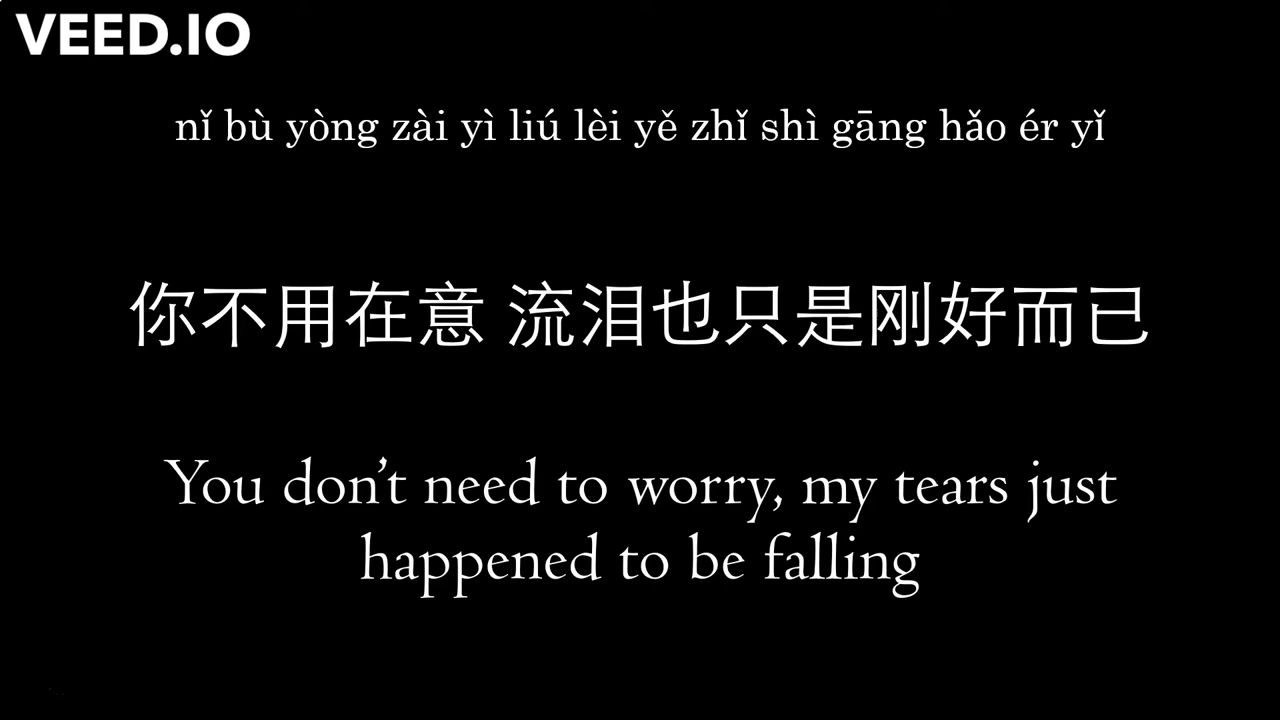 VEED.IO
nǐ bù yòng zài yì liú lèi yě zhǐ shì gāng hǎo ér yǐ
你不用在意 流泪也只是刚好而已
You don't need to worry, my tears just
happened to be falling